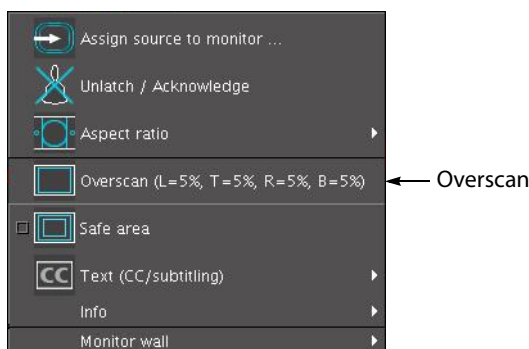 Assign source to monitor ...
Unlatch / Acknowledge
Aspect ratio
Overscan (L=5%, T=5%, R=5%, B=5%)
Overscan
Safe area
CC Text (CC/subtitling)
Info
Monitor wall